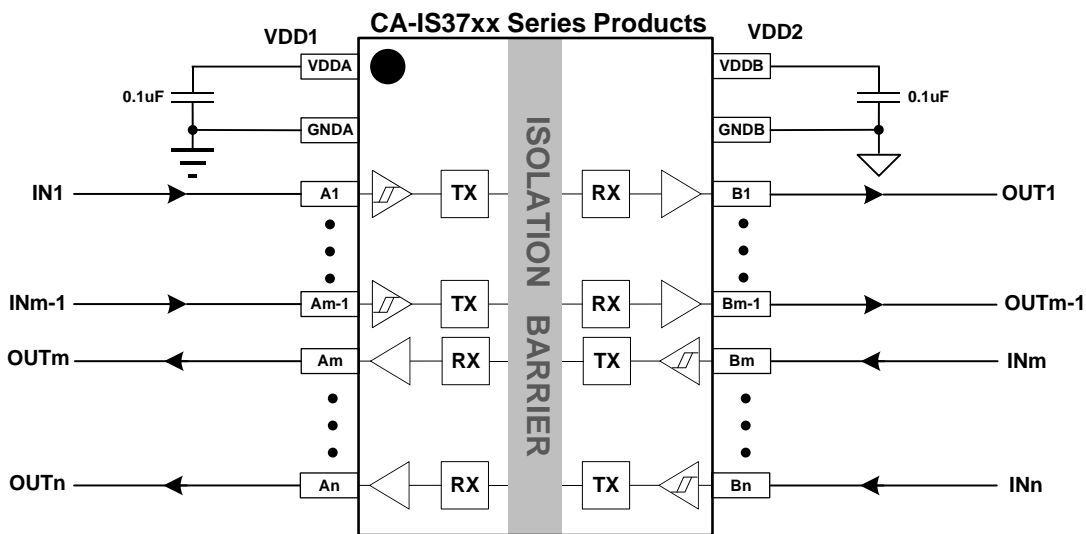 CA-IS37xx Series Products
VDD1
VDD2
VDDA
VDDB
0.1uF
0.1uF
GNDA
GNDB
ISOLATION BARRIER
IN1
A1
TX
RX
B1
OUT1
INm-1
Am-1
TX
RX
Bm-1
OUTm-1
OUTm
Am
RX
TX
Bm
INm
OUTn
An
RX
TX
Bn
INn